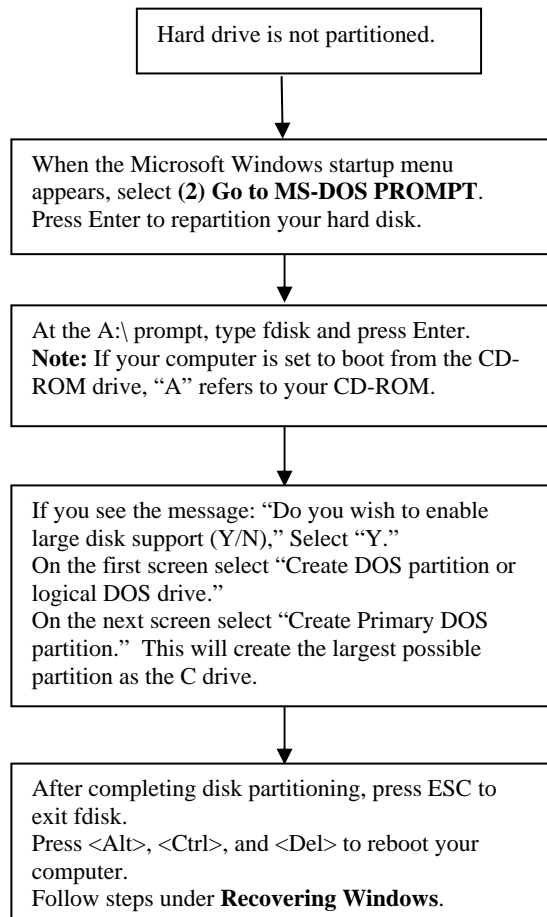 Hard drive is not partitioned.
When the Microsoft Windows startup menu
appears, select (2) Go to MS-DOS PROMPT.
Press Enter to repartition your hard disk.
At the A:\ prompt, type fdisk and press Enter.
Note: If your computer is set to boot from the CD-
ROM drive, “A” refers to your CD-ROM.
If you see the message: “Do you wish to enable
large disk support (Y/N),” Select “Y.”
On the first screen select “Create DOS partition or
logical DOS drive.”
On the next screen select “Create Primary DOS
partition.” This will create the largest possible
partition as the C drive.
After completing disk partitioning, press ESC to
exit fdisk.
Press <Alt>, <Ctrl>, and <Del> to reboot your
computer.
Follow steps under Recovering Windows.